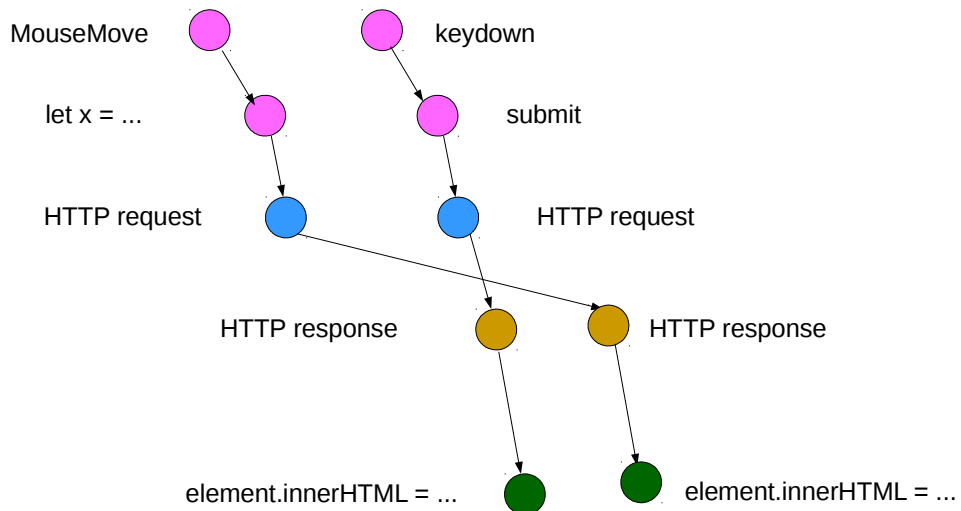 MouseMove
keydown
let x = ...
submit
HTTP request
HTTP request
HTTP response
HTTP response
element.innerHTML = ...
element.innerHTML = ...